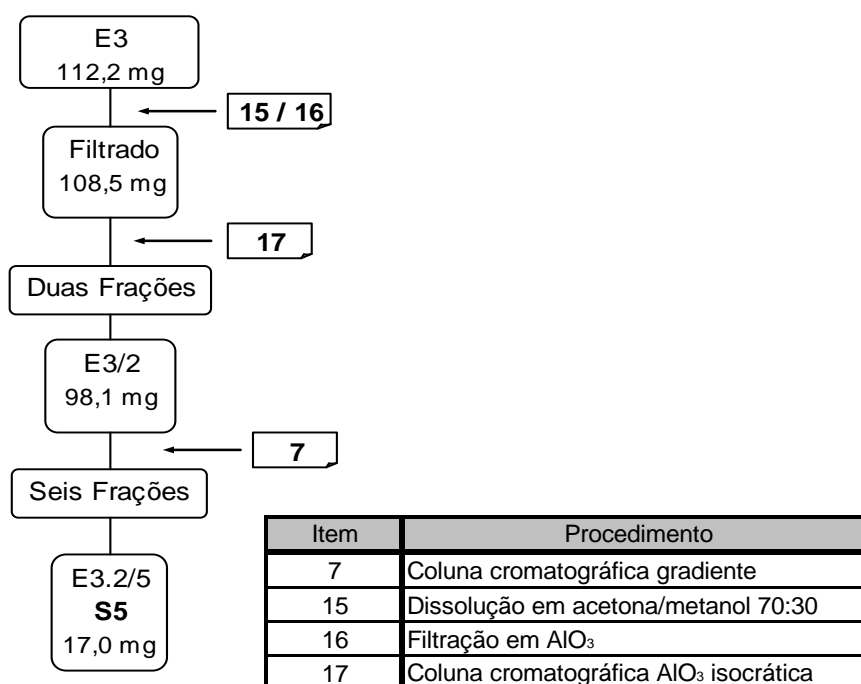 E3
112,2 mg
15 / 16
Filtrado
108,5 mg
17
Duas Frações
E3/2
98,1 mg
7
Seis Frações
E3.2/5
S5
17,0 mg
Item Procedimento
7 Coluna cromatográfica gradiente
15 Dissolução em acetona/metanol 70:30
16 Filtração em AlO₃
17 Coluna cromatográfica AlO₃ isocrática